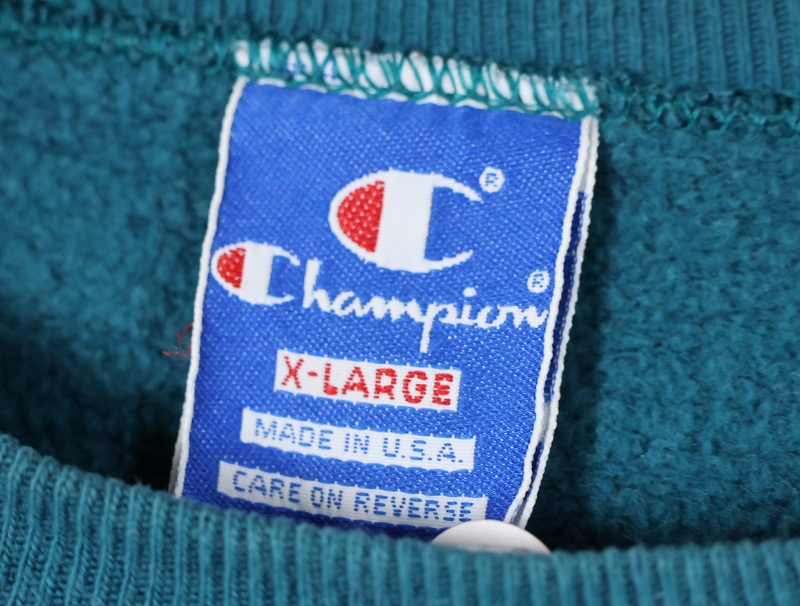 C®
Champion®
X-LARGE
MADE IN U.S.A.
CARE ON REVERSE